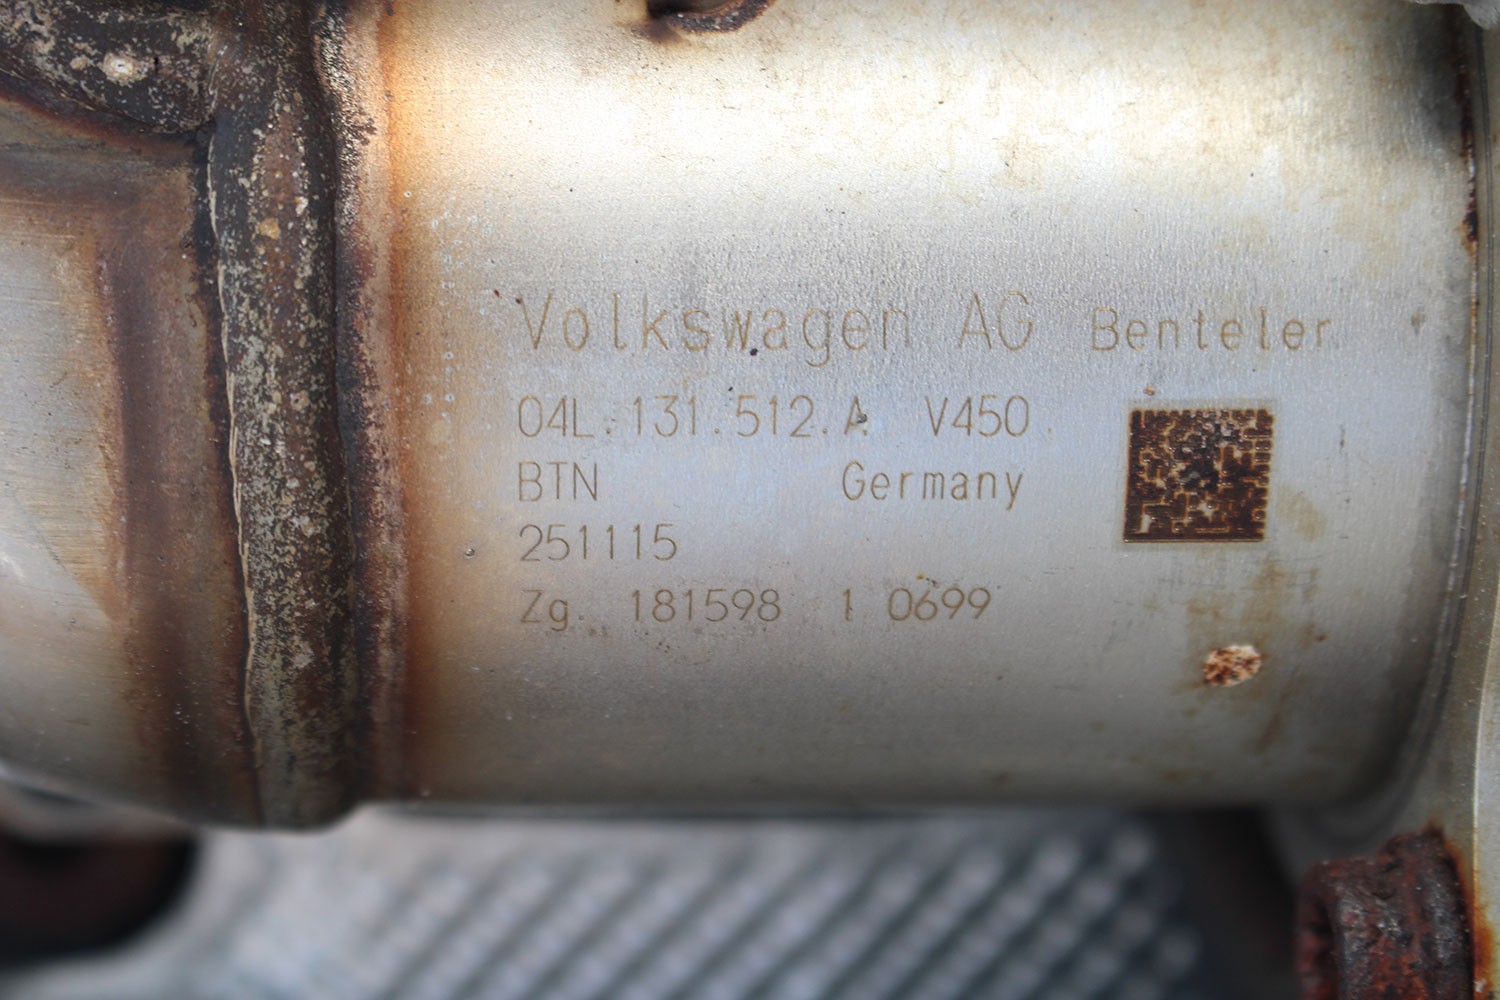 Volkswagen AG Benteler
04L.131.512.A V450
BTN Germany
251115
Zg. 181598 1 0699